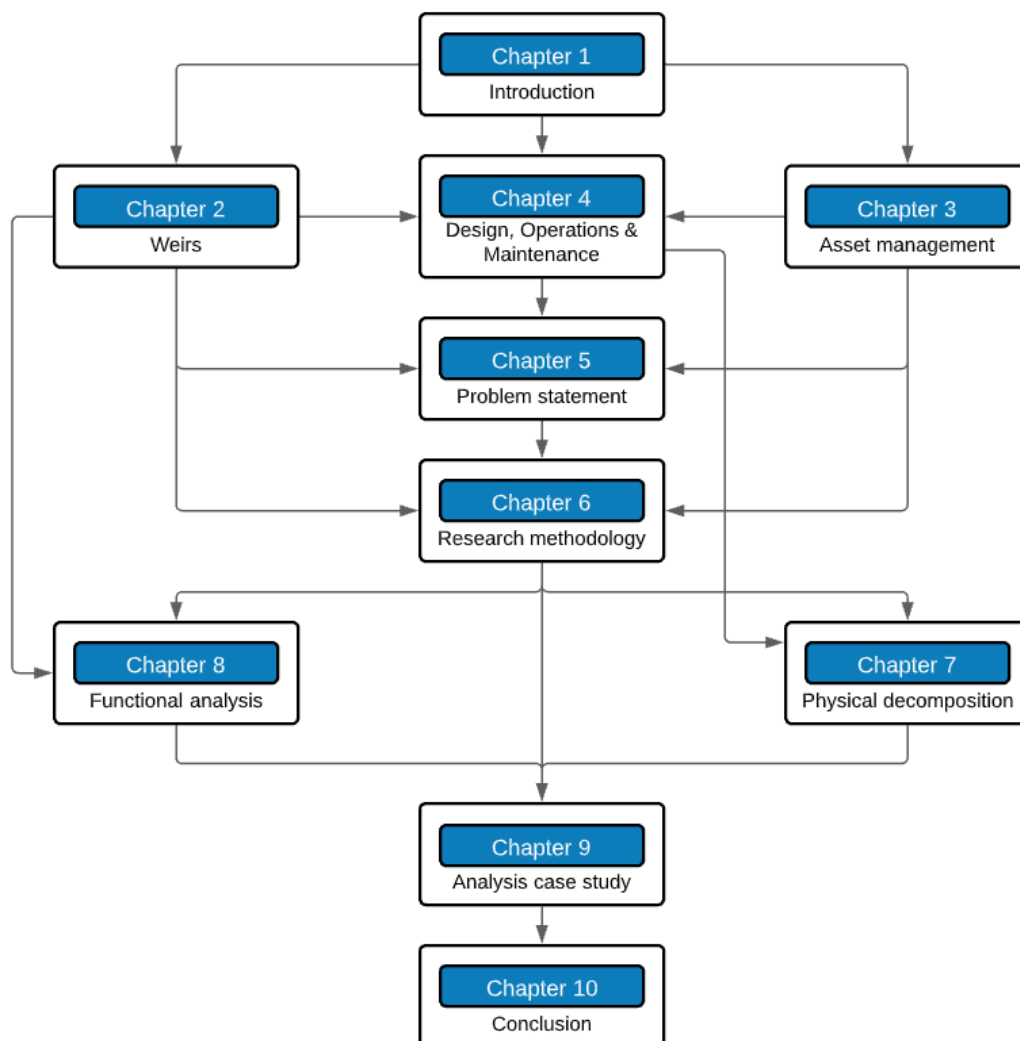 Chapter 1
Introduction
Chapter 2
Weirs
Chapter 4
Design, Operations &
Maintenance
Chapter 3
Asset management
Chapter 5
Problem statement
Chapter 6
Research methodology
Chapter 8
Functional analysis
Chapter 7
Physical decomposition
Chapter 9
Analysis case study
Chapter 10
Conclusion